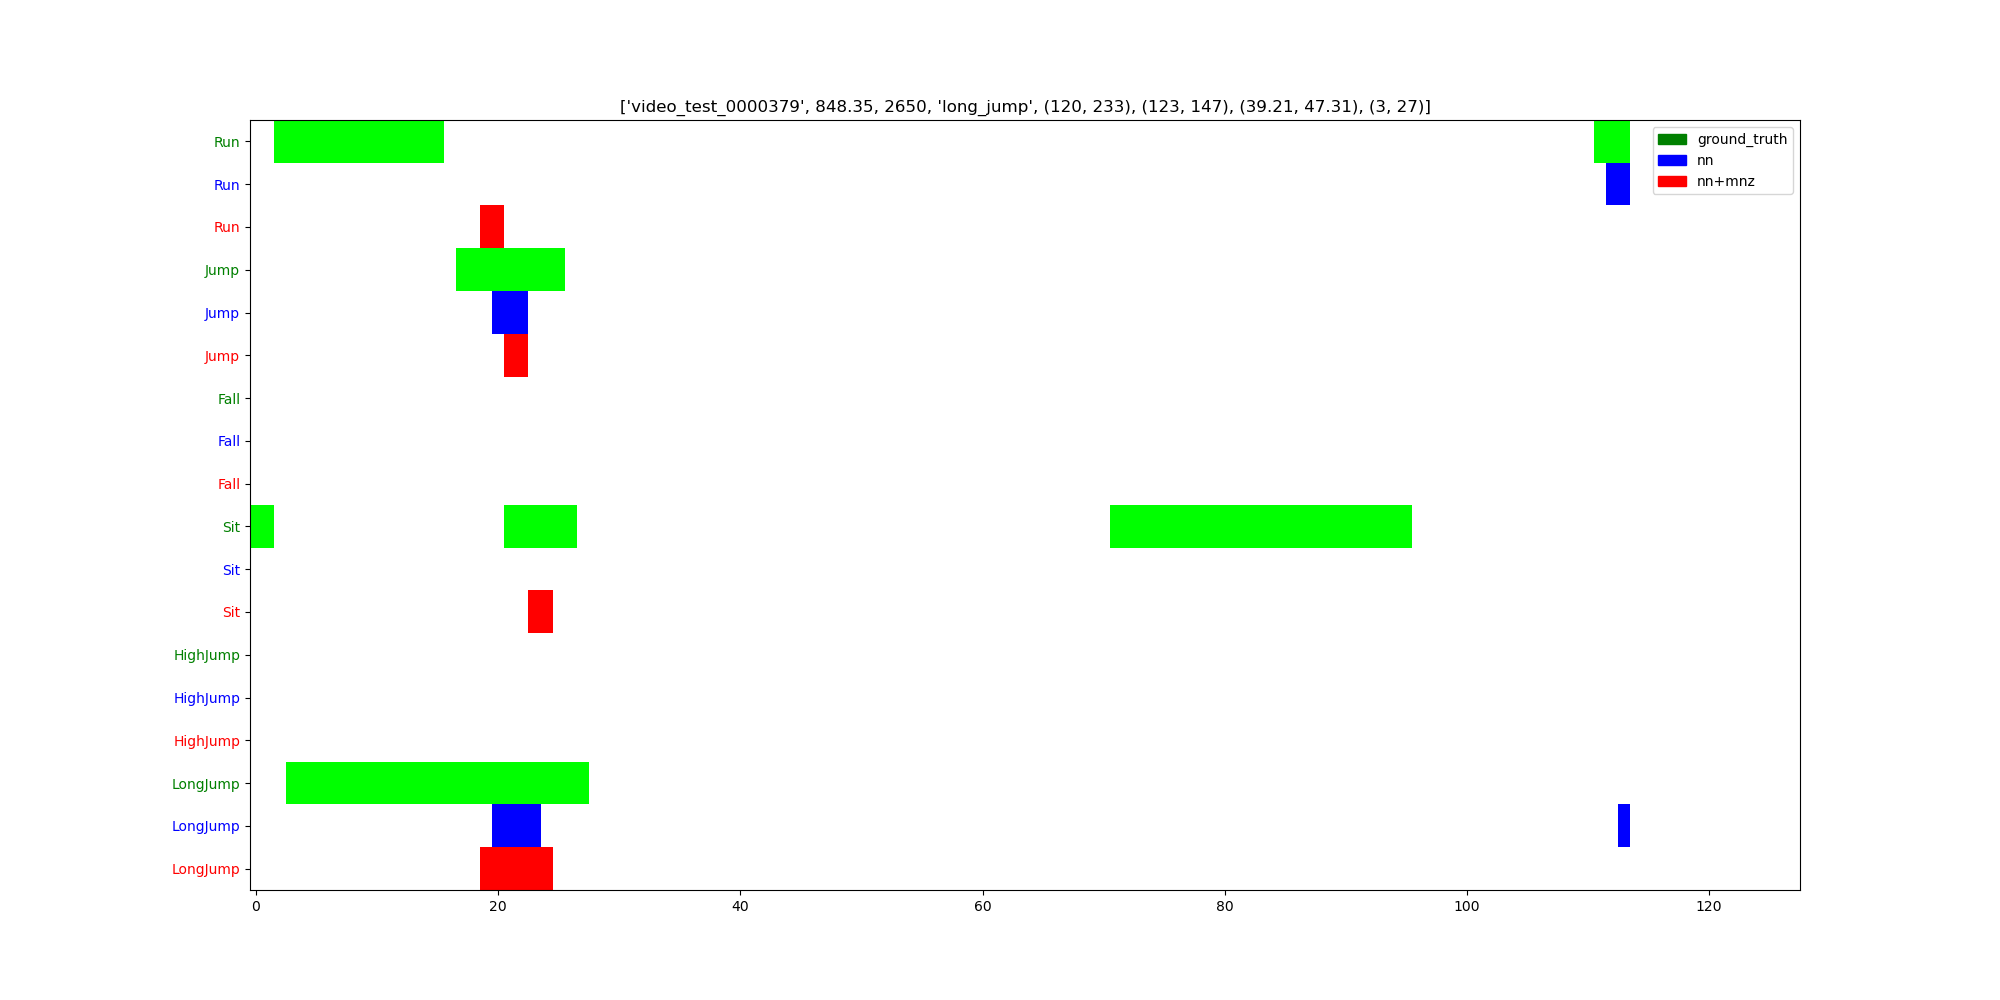 ['video_test_0000379', 848.35, 2650, 'long_jump', (120, 233), (123, 147), (39.21, 47.31), (3, 27)]
Run
Run
Run
Jump
Jump
Jump
Fall
Fall
Fall
Sit
Sit
Sit
HighJump
HighJump
HighJump
LongJump
LongJump
LongJump
ground_truth
nn
nn+mnz
0 20 40 60 80 100 120